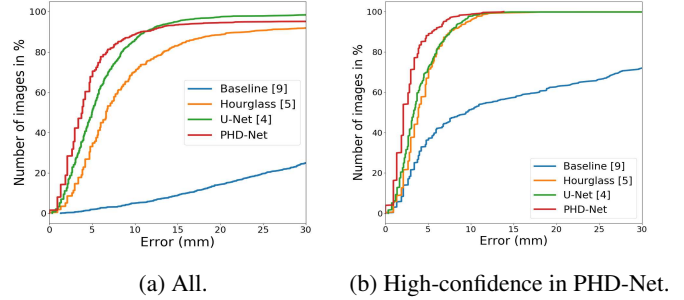 Number of images in %
100
80
60
40
20
0
0 5 10 15 20 25 30
Error (mm)
Baseline [9]
Hourglass [5]
U-Net [4]
PHD-Net
(a) All.
Number of images in %
100
80
60
40
20
0
0 5 10 15 20 25 30
Error (mm)
Baseline [9]
Hourglass [5]
U-Net [4]
PHD-Net
(b) High-confidence in PHD-Net.